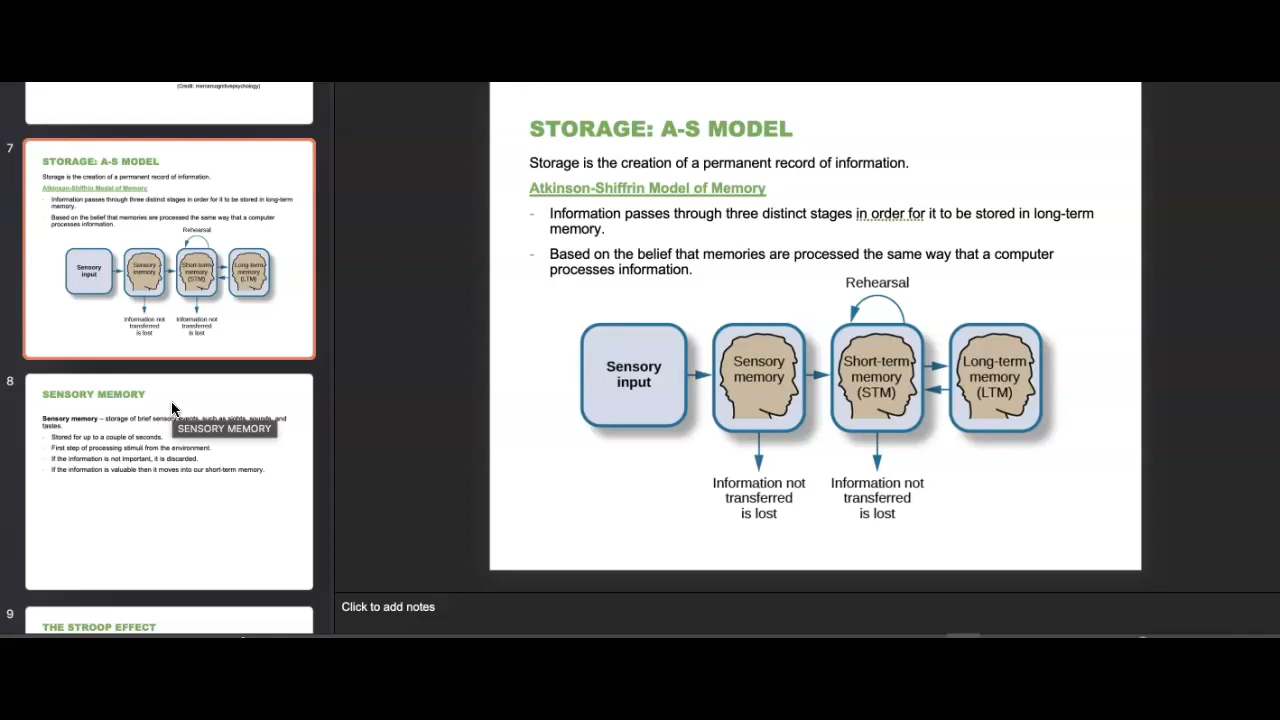 (Credit: mercercognitivepsychology)
7
STORAGE: A-S MODEL
Storage is the creation of a permanent record of information.
Atkinson-Shiffrin Model of Memory
- Information passes through three distinct stages in order for it to be stored in long-term
memory.
- Based on the belief that memories are processed the same way that a computer
processes information.
Rehearsal
Sensory
input
Sensory
memory
Short-term
memory
(STM)
Long-term
memory
(LTM)
Information not
transferred
is lost
Information not
transferred
is lost
8
SENSORY MEMORY
Sensory memory – storage of brief sensory events, such as sights, sounds, and
tastes.
SENSORY MEMORY
Stored for up to a couple of seconds.
First step of processing stimuli from the environment.
If the information is not important, it is discarded.
If the information is valuable then it moves into our short-term memory.
9
THE STROOP EFFECT
STORAGE: A-S MODEL
Storage is the creation of a permanent record of information.
Atkinson-Shiffrin Model of Memory
- Information passes through three distinct stages in order for it to be stored in long-term
memory.
- Based on the belief that memories are processed the same way that a computer
processes information.
Rehearsal
Sensory
input
Sensory
memory
Short-term
memory
(STM)
Long-term
memory
(LTM)
Information not
transferred
is lost
Information not
transferred
is lost
Click to add notes